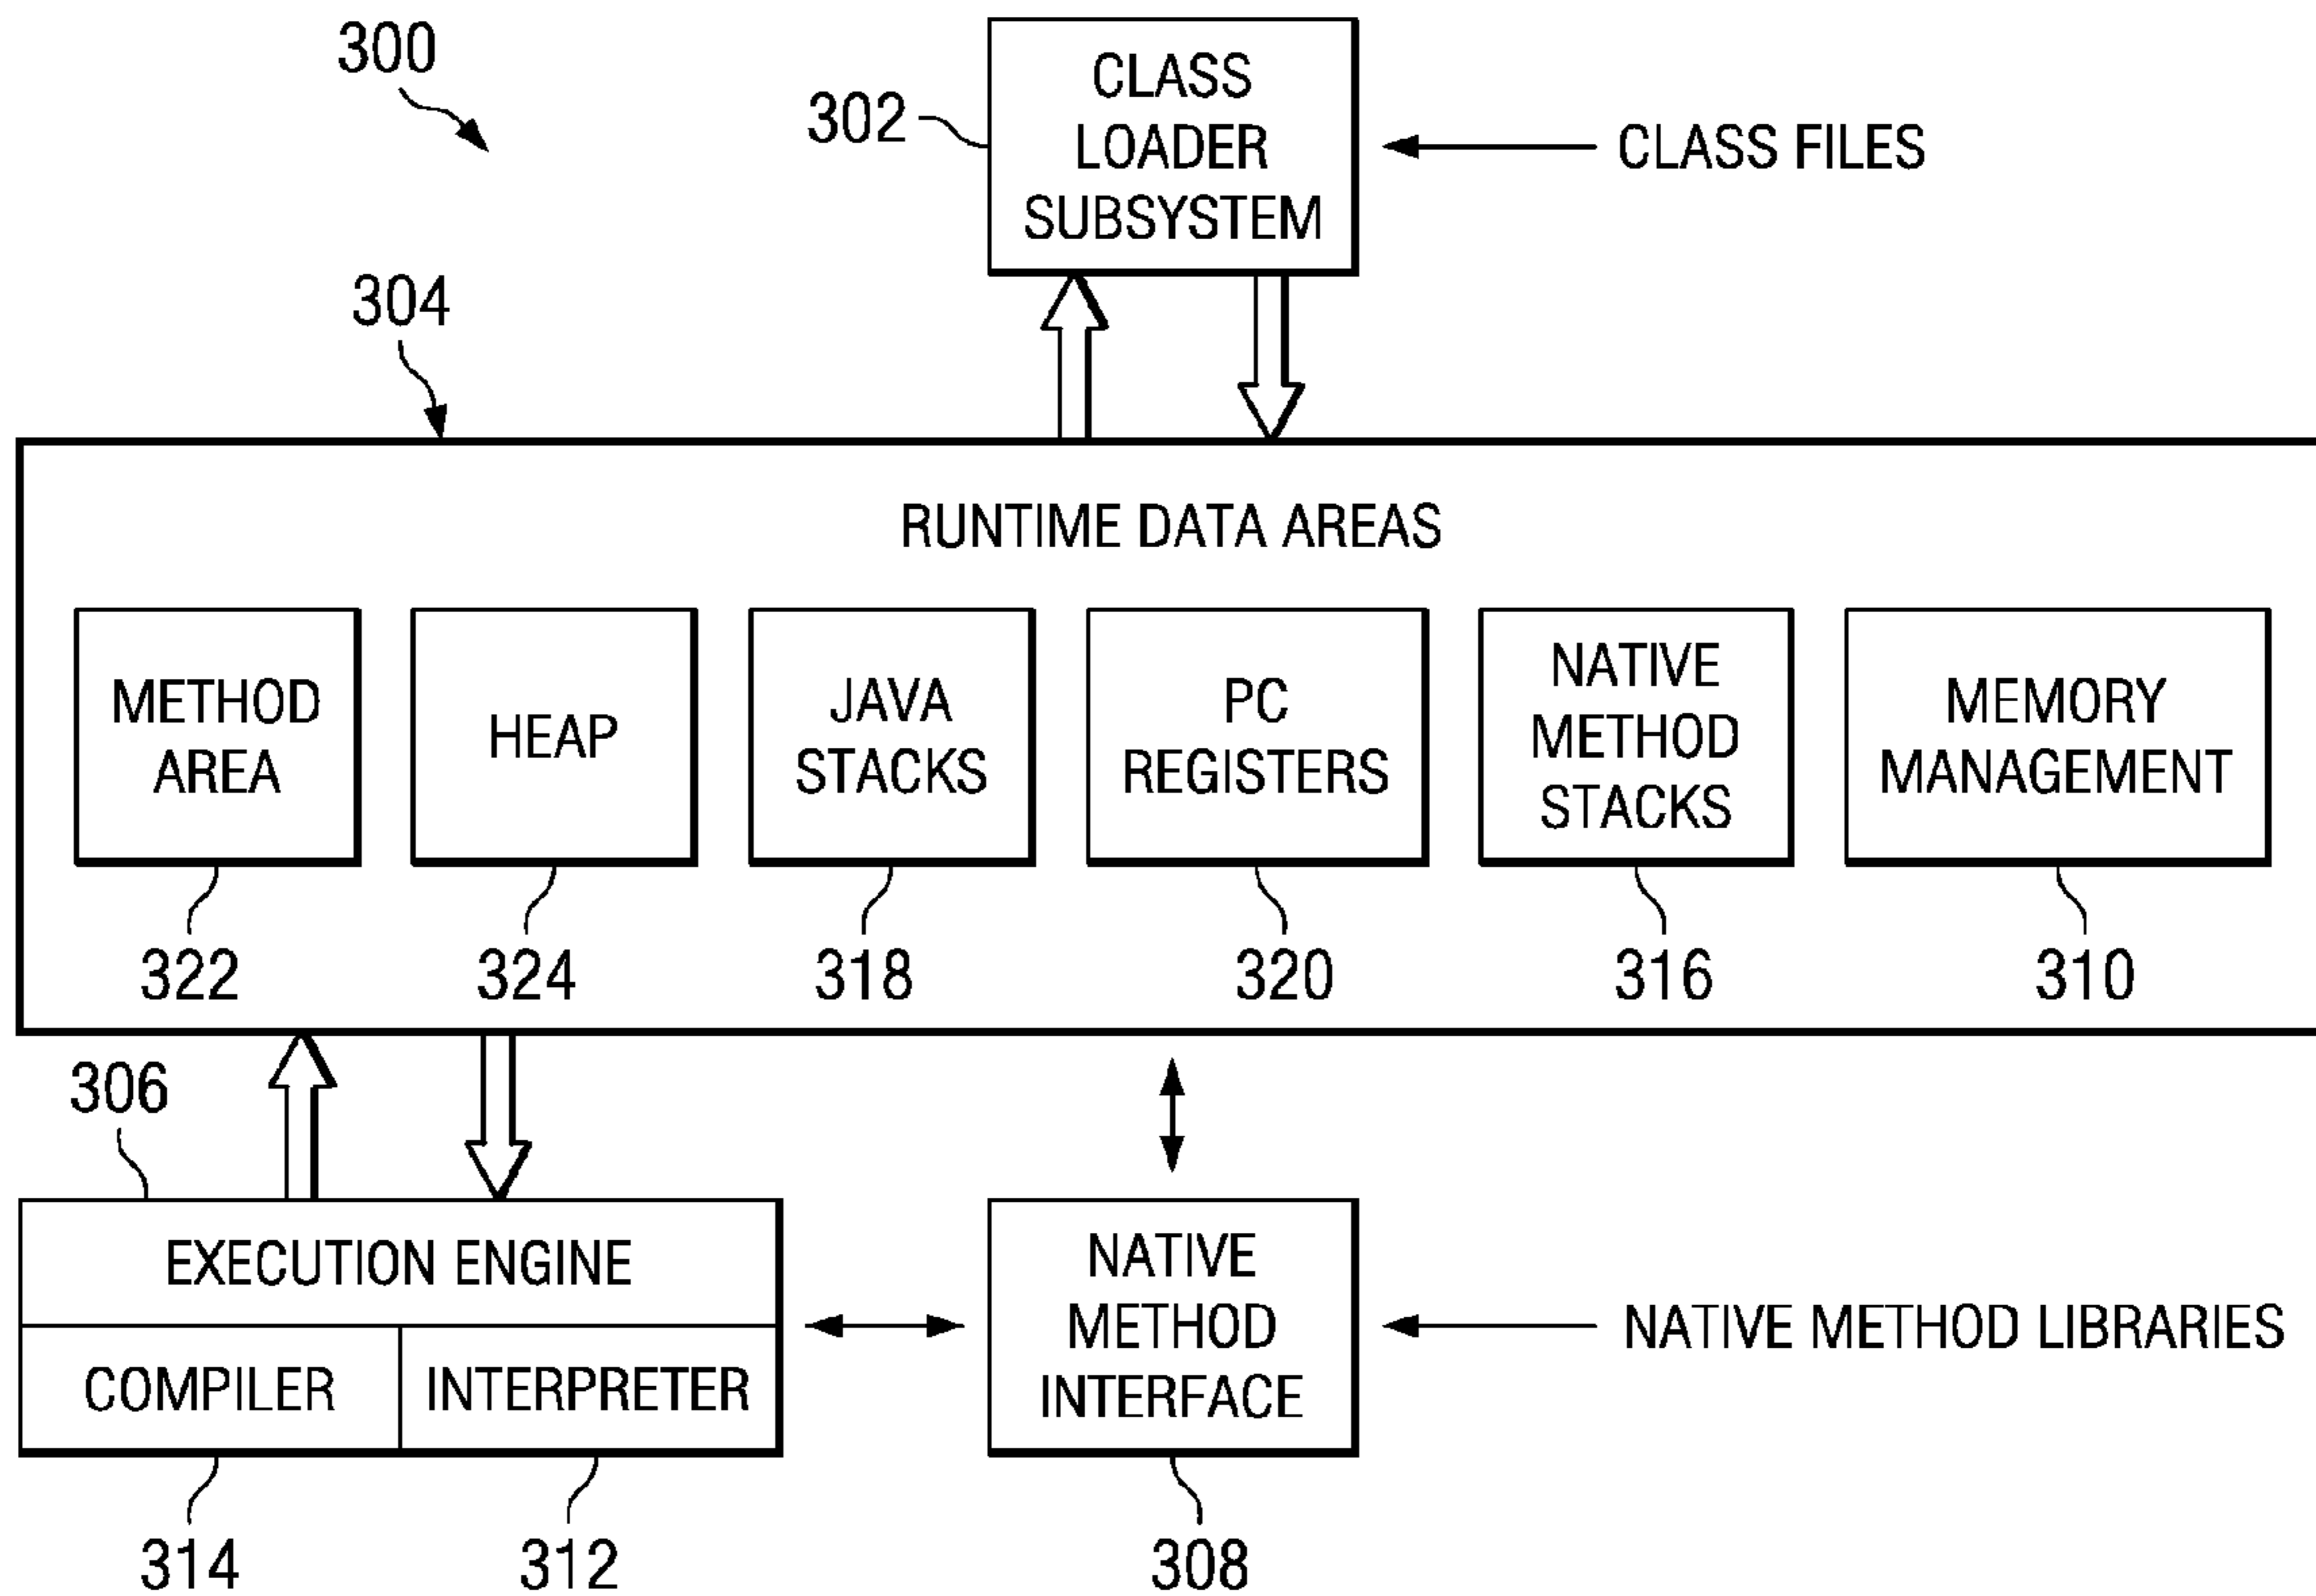 300
302
CLASS
LOADER
SUBSYSTEM
CLASS FILES
304
RUNTIME DATA AREAS
METHOD
AREA
322
HEAP
324
JAVA
STACKS
318
PC
REGISTERS
320
NATIVE
METHOD
STACKS
316
MEMORY
MANAGEMENT
310
306
EXECUTION ENGINE
COMPILER
314
INTERPRETER
312
NATIVE
METHOD
INTERFACE
308
NATIVE METHOD LIBRARIES